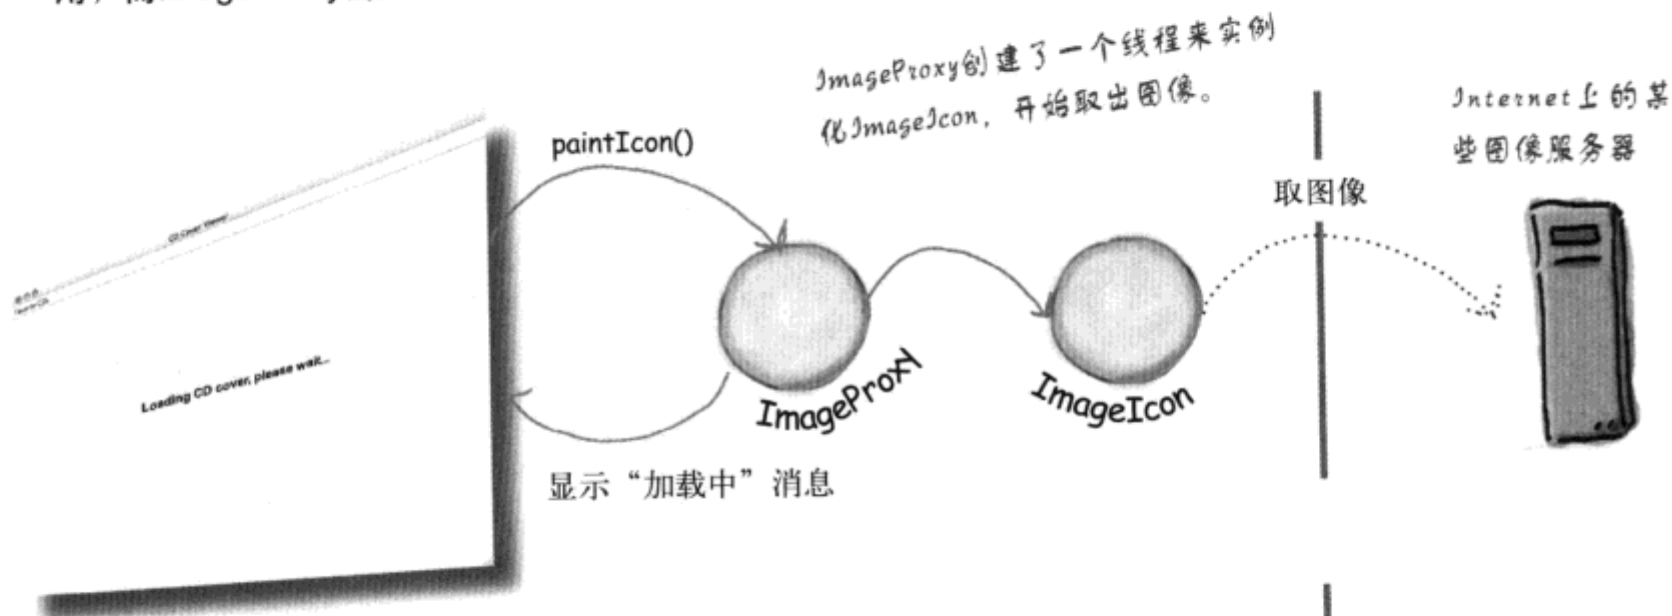 ImageProxy创建了一个线程来实例
化ImageIcon，开始取出图像。
Internet上的某
些图像服务器
paintIcon()
取图像
CD Cover Viewer
Loading CD cover, please wait...
ImageProxy
ImageIcon
显示“加载中”消息